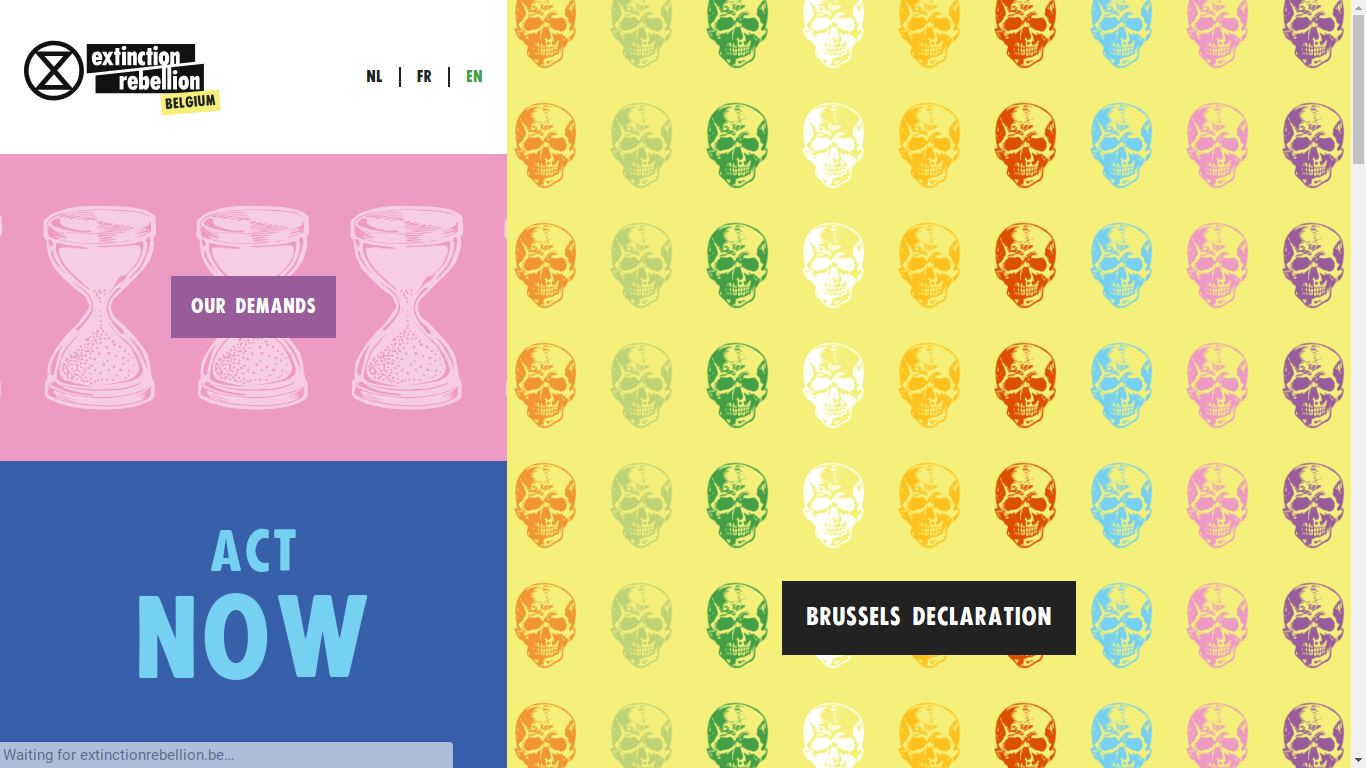 extinction
rebellion
BELGIUM
NL FR EN
OUR DEMANDS
ACT
NOW
BRUSSELS DECLARATION
Waiting for extinctionrebellion.be...